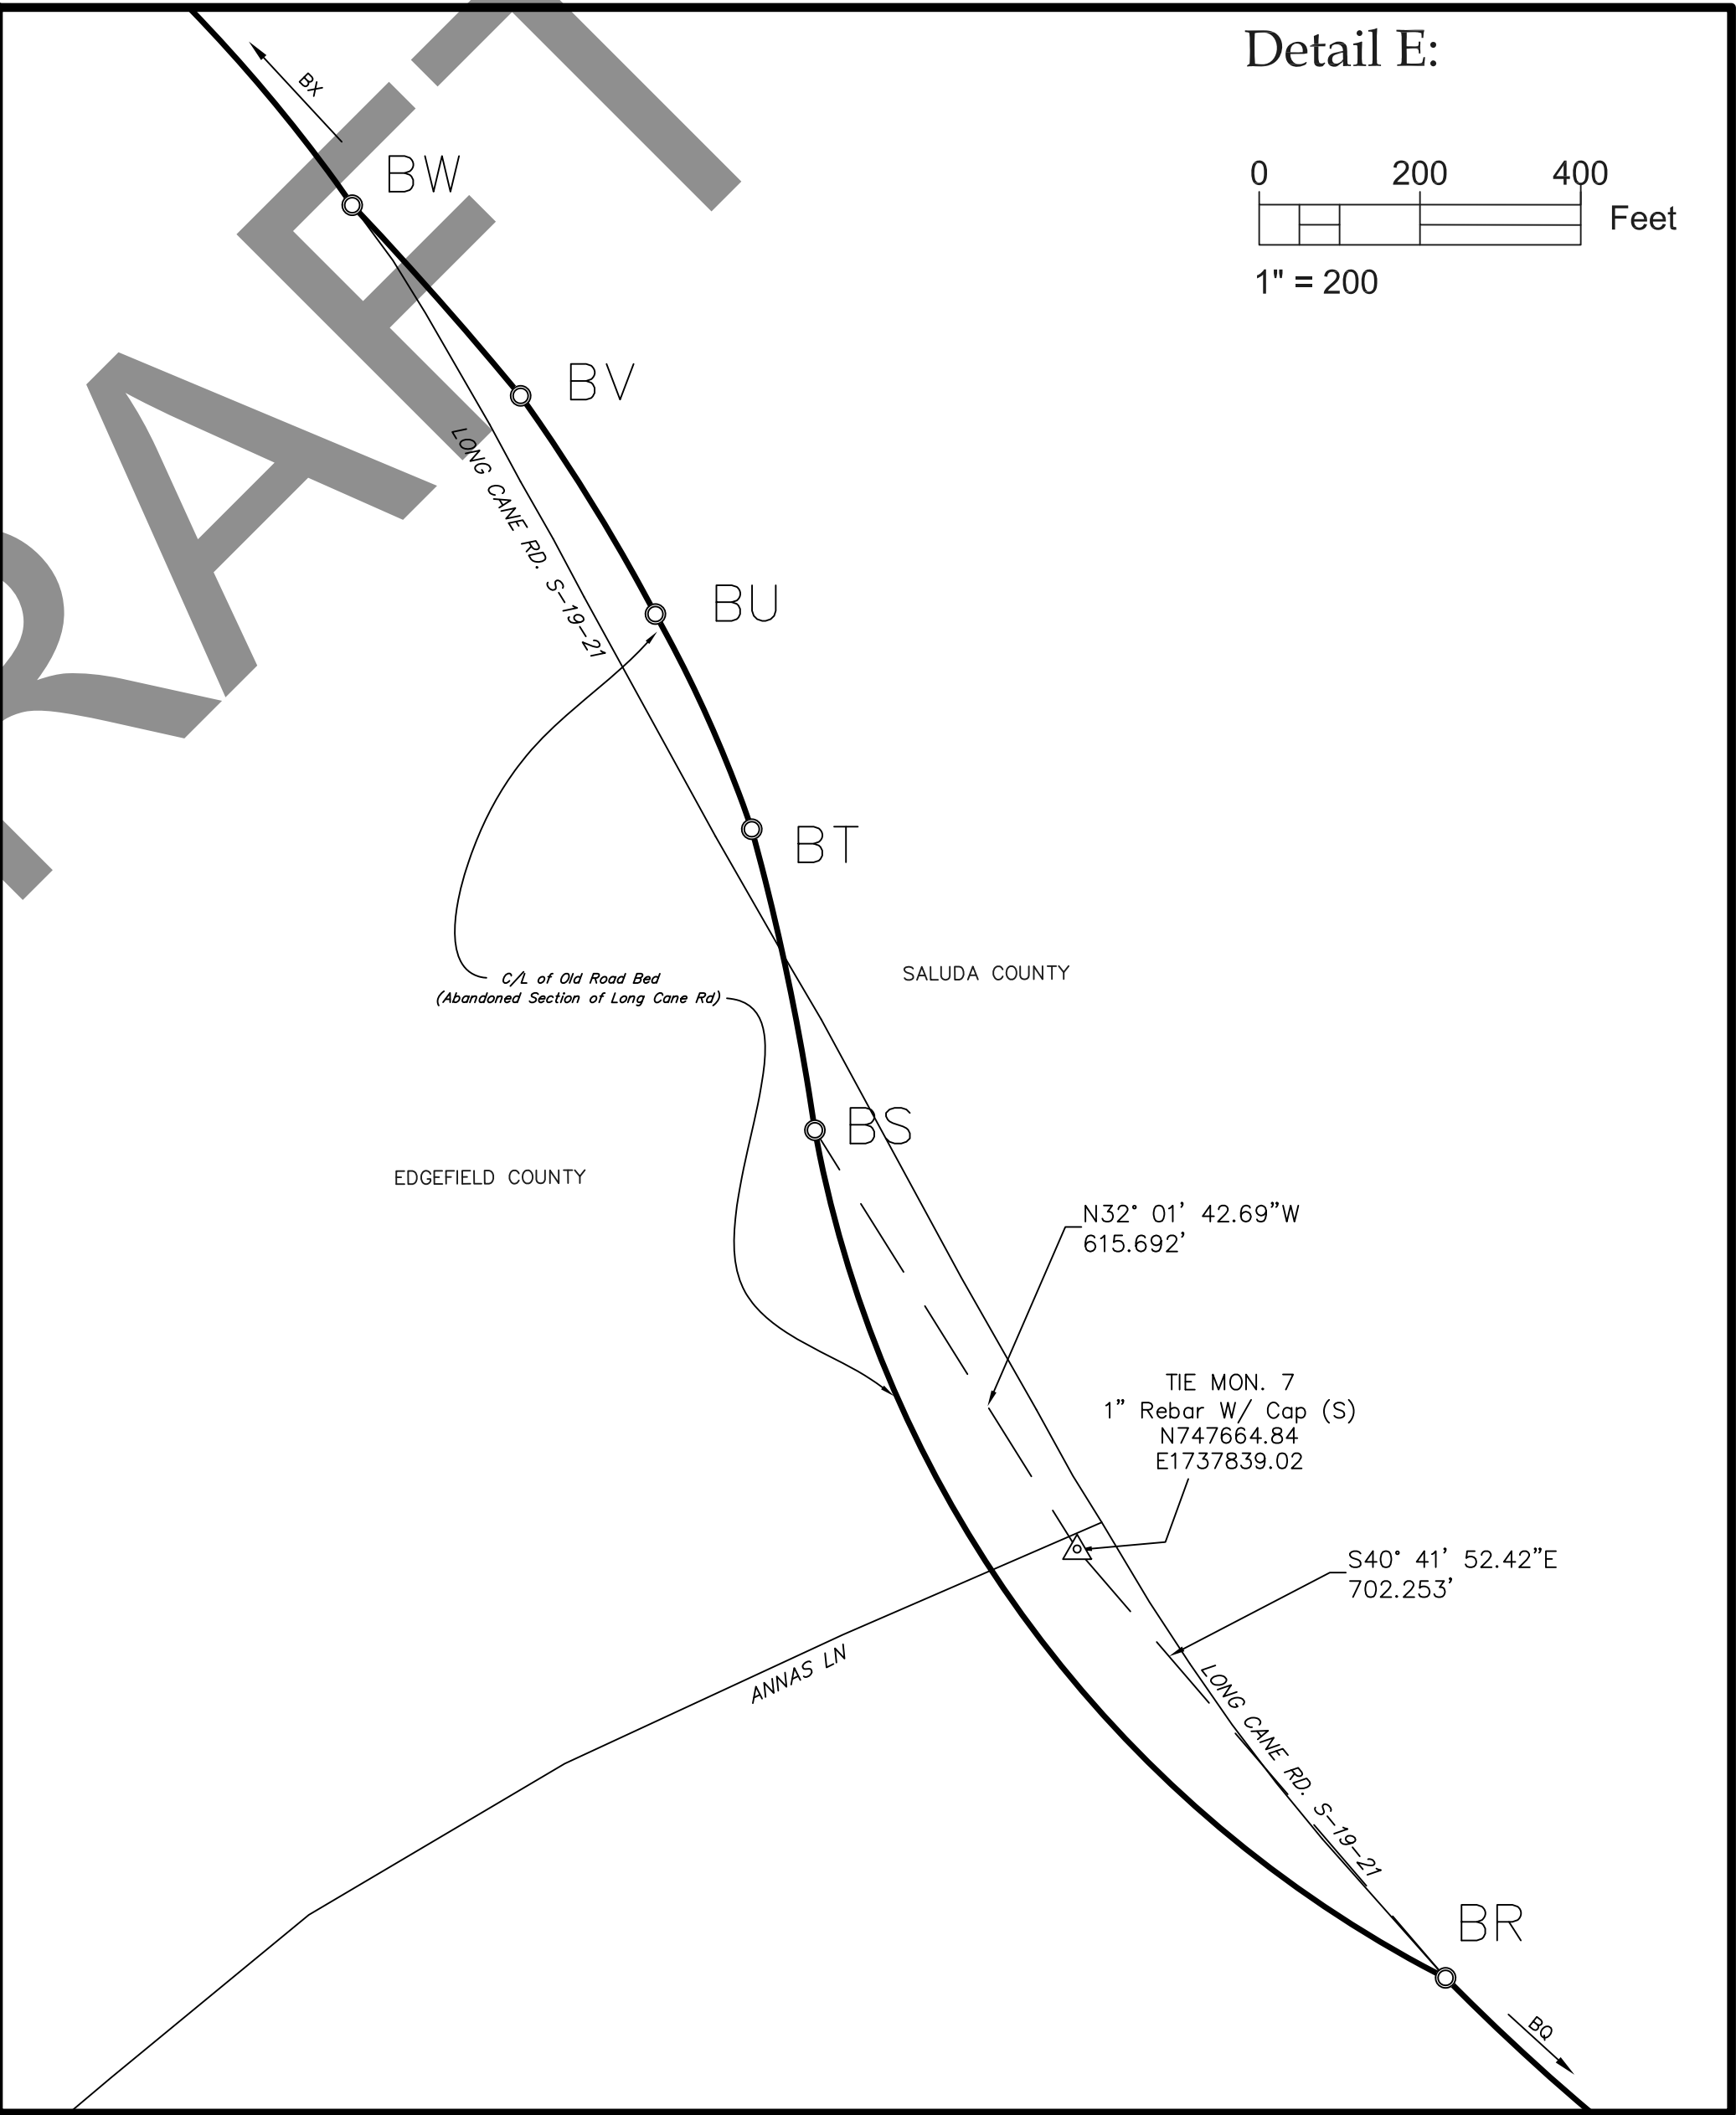 Detail E:
0 200 400
Feet
1" = 200
BX
BW
BV
LONG CANE RD. S-19-21
BU
BT
C/L of Old Road Bed
(Abandoned Section of Long Cane Rd)
SALUDA COUNTY
BS
EDGEFIELD COUNTY
N32° 01' 42.69"W
615.692'
TIE MON. 7
1" Rebar W/ Cap (S)
N747664.84
E1737839.02
S40° 41' 52.42"E
702.253'
ANNAS LN
LONG CANE RD. S-19-21
BR
BQ
RAFT